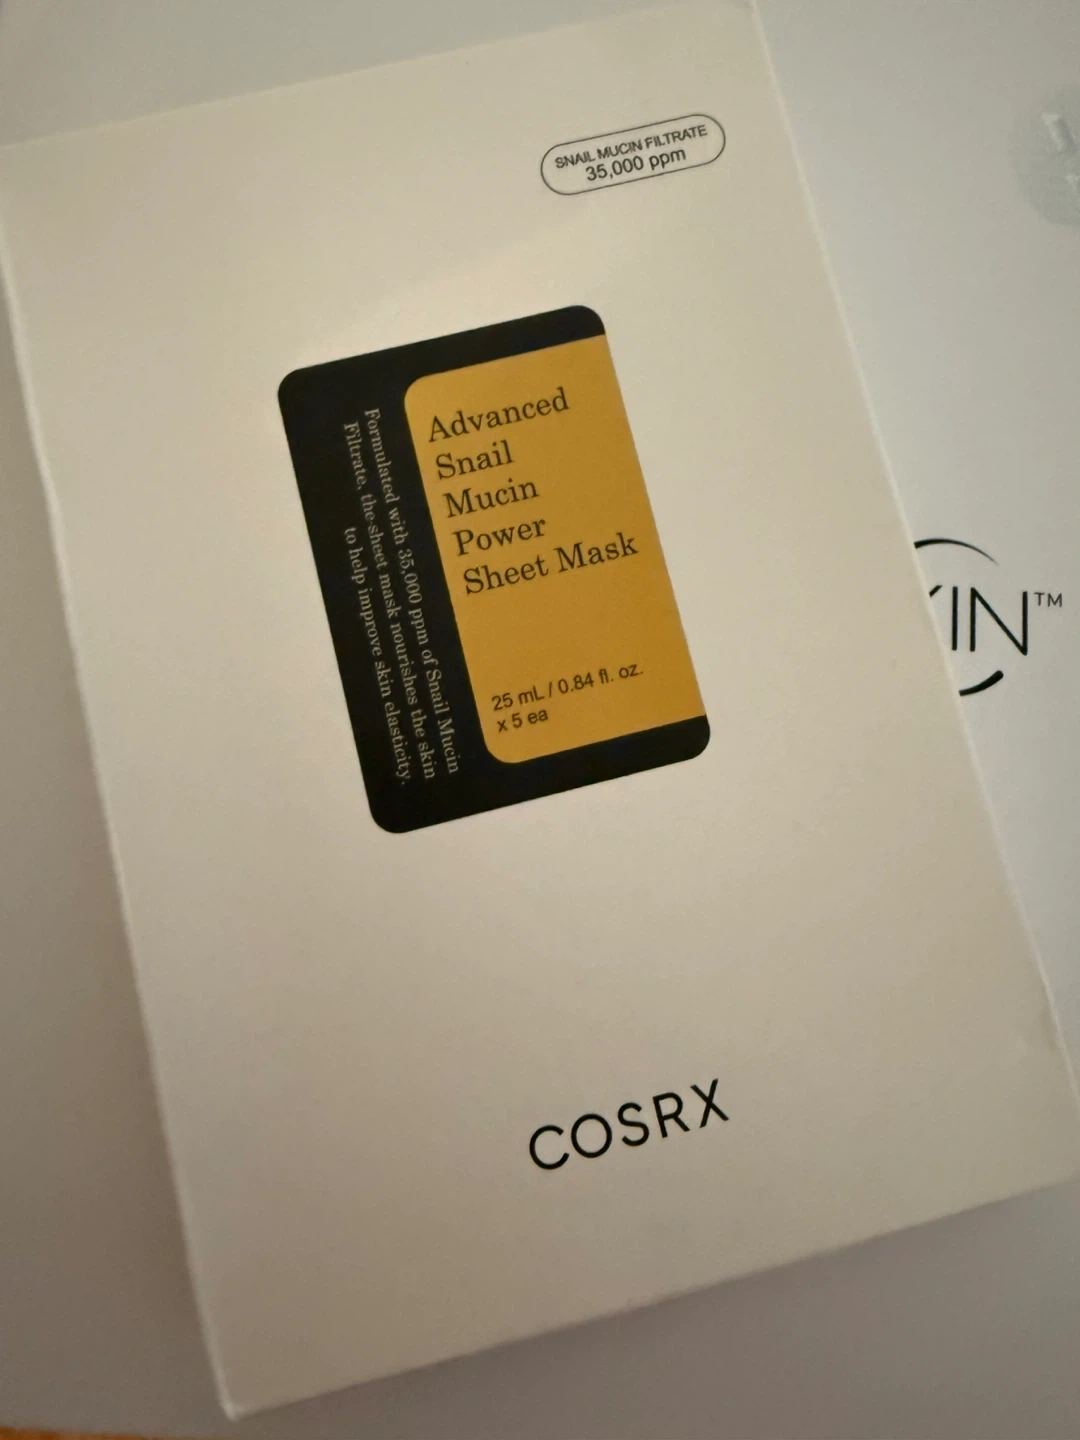 SNAIL MUCIN FILTRATE
35,000 ppm
Advanced
Snail
Mucin
Power
Sheet Mask
25 mL / 0.84 fl. oz.
x 5 ea
Formulated with 35,000 ppm of Snail Mucin
Filtrate, the sheet mask nourishes the skin
to help improve skin elasticity.
COSRX
IN™